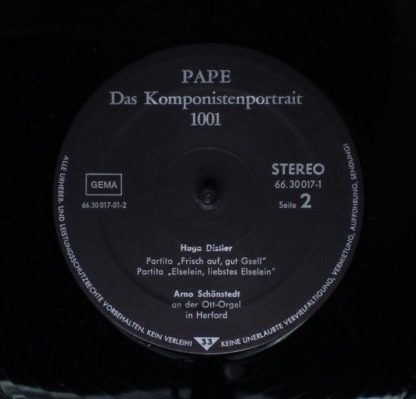 PAPE
Das Komponistenportrait
1001
GEMA
66.30 017-01-2
STEREO
66.30 017-1
Seite 2
Hugo Distler
Partita „Frisch auf, gut Gsell“
Partita „Elselein, liebstes Elselein“
Arno Schönstedt
an der Ott-Orgel
in Herford
ALLE URHEBER- UND LEISTUNGSSCHUTZRECHTE VORBEHALTEN. KEIN VERLEIH! 33 KEINE UNERLAUBTE VERVIELFÄLTIGUNG, VERMIETUNG, AUFFÜHRUNG, SENDUNG!